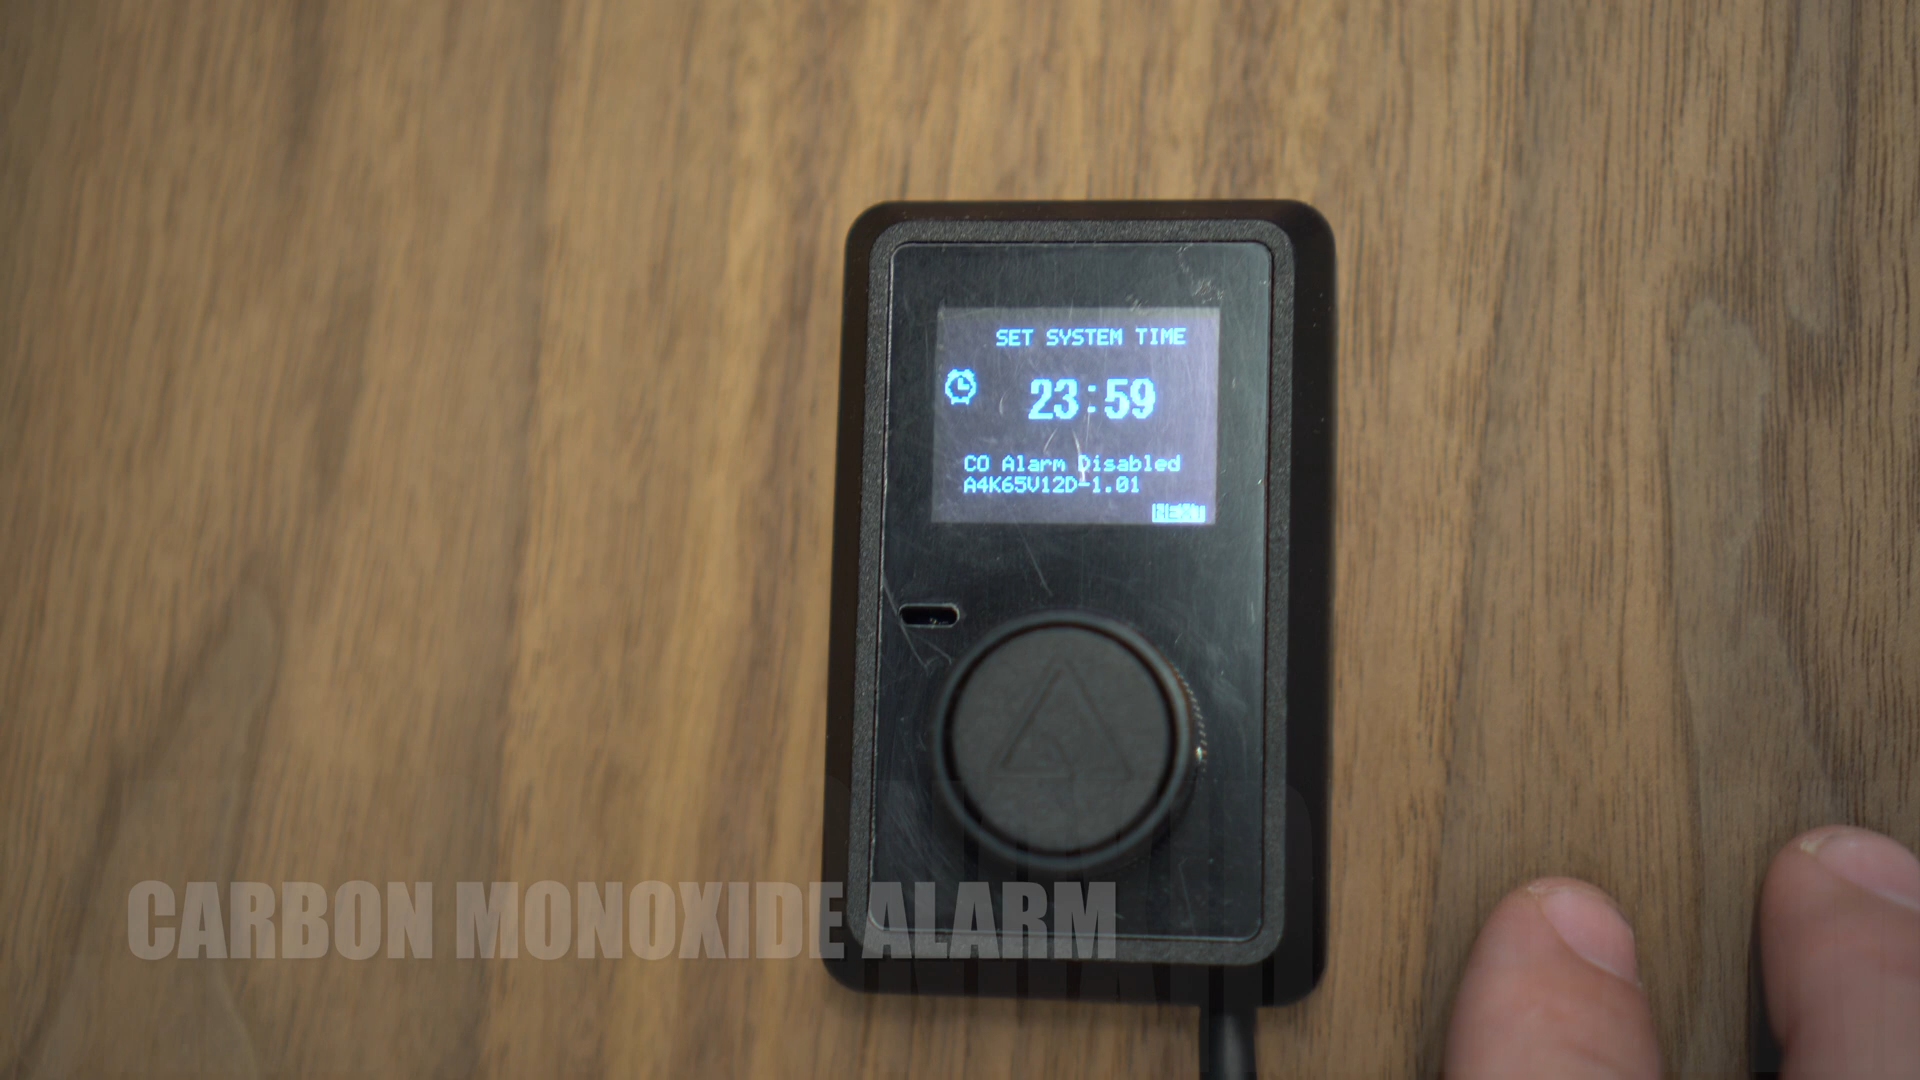 SET SYSTEM TIME
23:59
CO Alarm Disabled
A4K65V12D-1.01
CARBON MONOXIDE ALARM